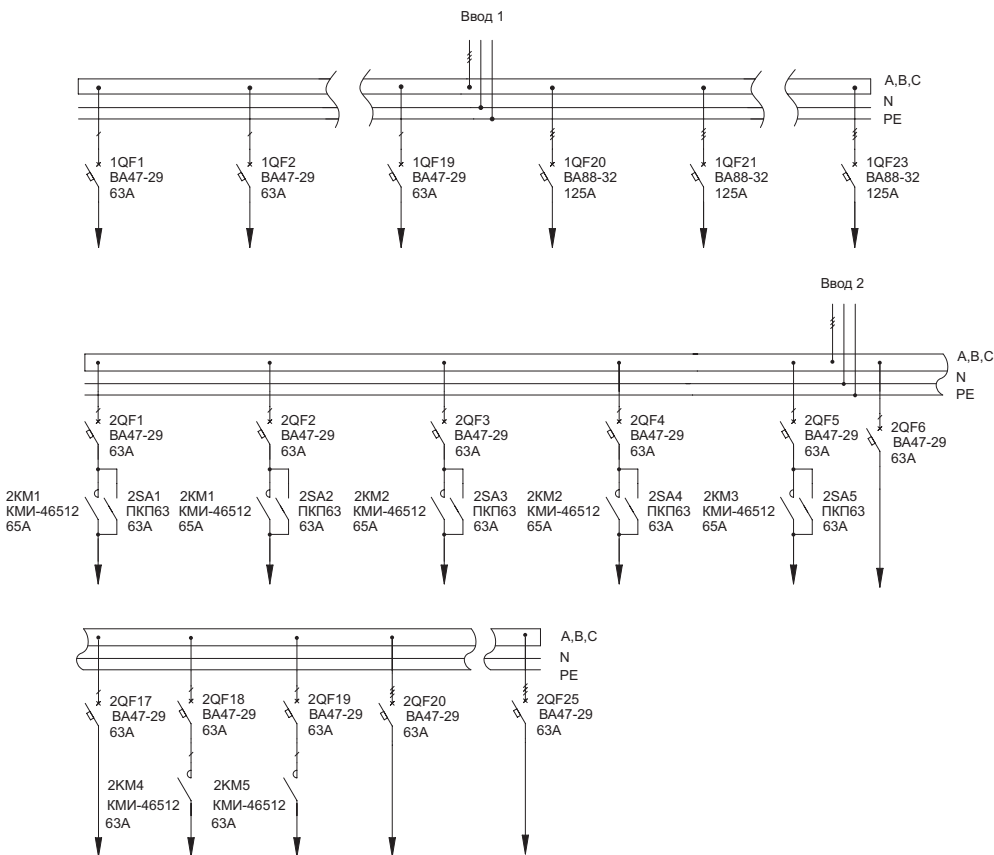 Ввод 1
A,B,C
N
PE
1QF1
ВА47-29
63А
1QF2
ВА47-29
63А
1QF19
ВА47-29
63А
1QF20
ВА88-32
125А
1QF21
ВА88-32
125А
1QF23
ВА88-32
125А
Ввод 2
A,B,C
N
PE
2QF1
ВА47-29
63А
2QF2
ВА47-29
63А
2QF3
ВА47-29
63А
2QF4
ВА47-29
63А
2QF5
ВА47-29
63А
2QF6
ВА47-29
63А
2КМ1
КМИ-46512
65А
2SA1
ПКП63
63А
2КМ1
КМИ-46512
65А
2SA2
ПКП63
63А
2КМ2
КМИ-46512
65А
2SA3
ПКП63
63А
2КМ2
КМИ-46512
65А
2SA4
ПКП63
63А
2КМ3
КМИ-46512
65А
2SA5
ПКП63
63А
A,B,C
N
PE
2QF17
ВА47-29
63А
2QF18
ВА47-29
63А
2QF19
ВА47-29
63А
2QF20
ВА47-29
63А
2QF25
ВА47-29
63А
2КМ4
КМИ-46512
63А
2КМ5
КМИ-46512
63А